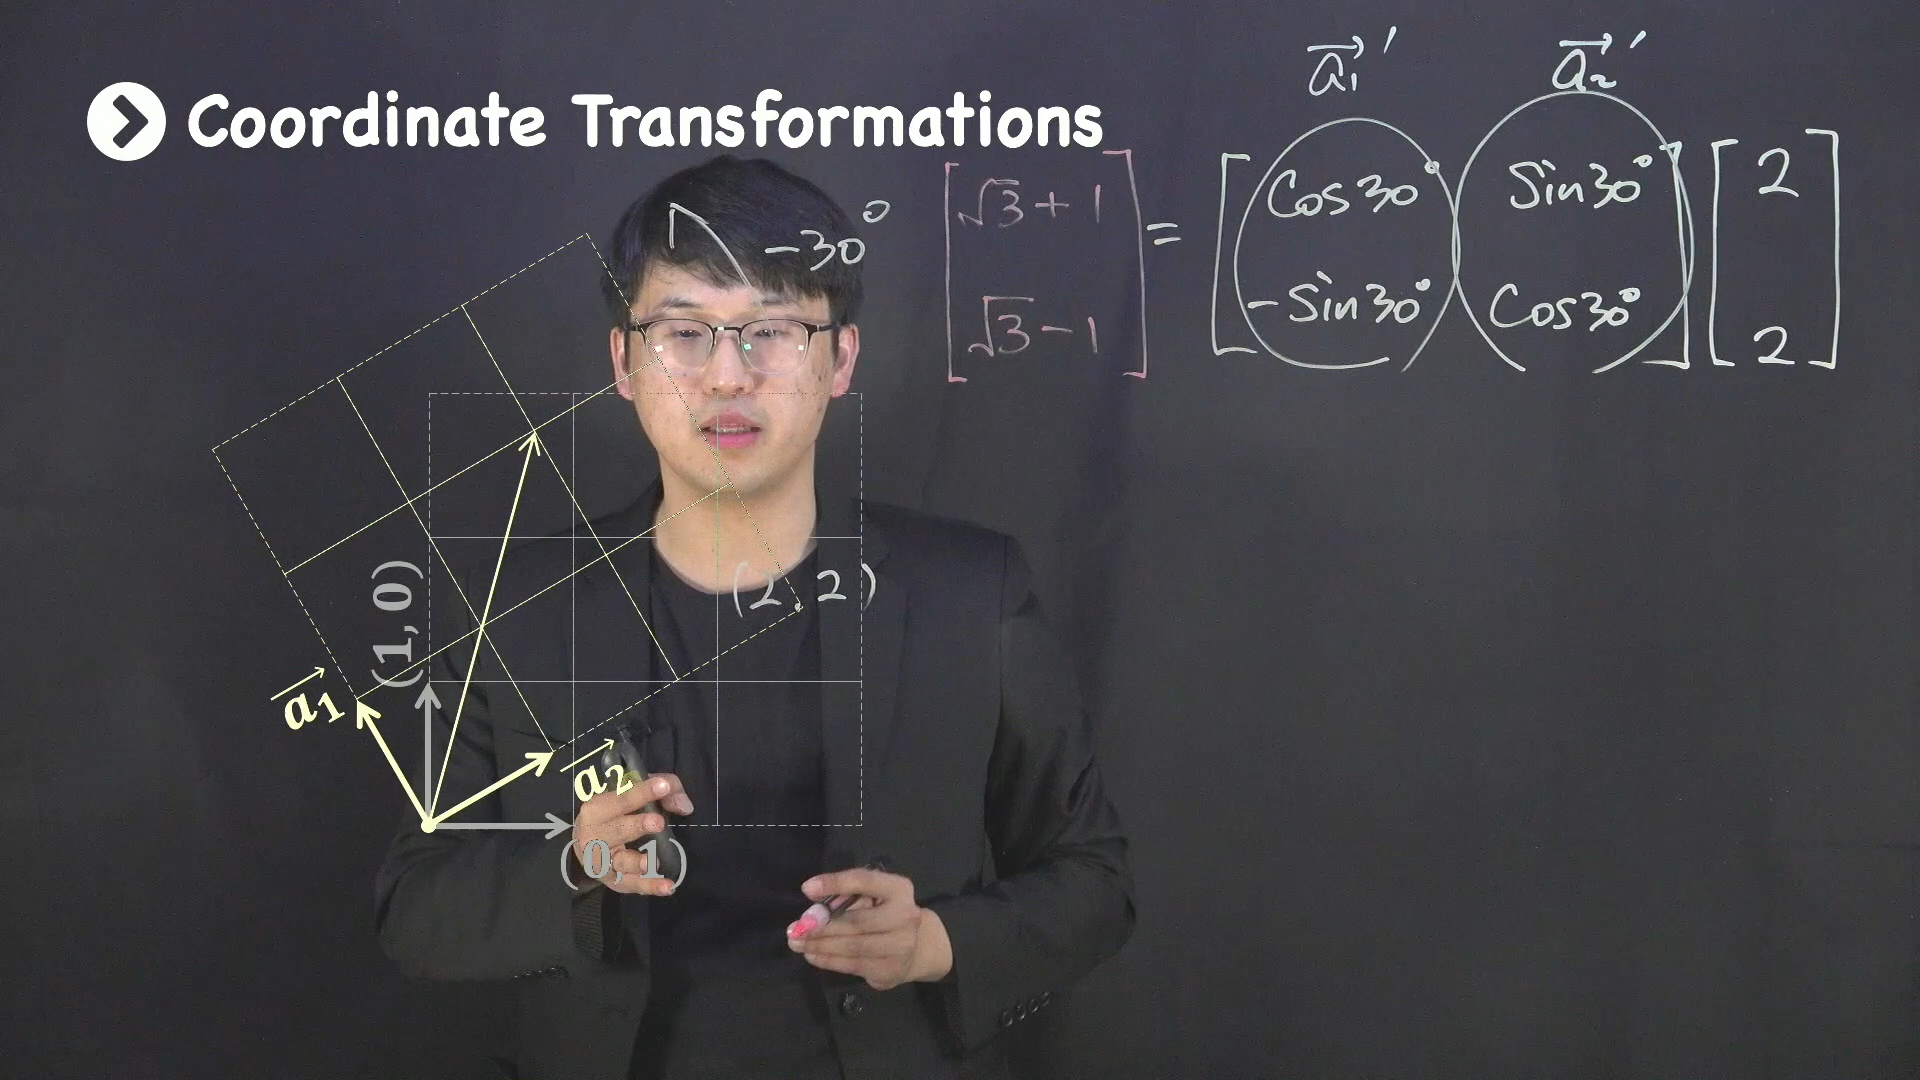 Coordinate Transformations
-30°
a₁' a₂'
[√3+1 √3-1] = [cos30° sin30° -sin30° cos30°] [2 2]
(2, 2)
(1, 0)
a₁
a₂
(0, 1)